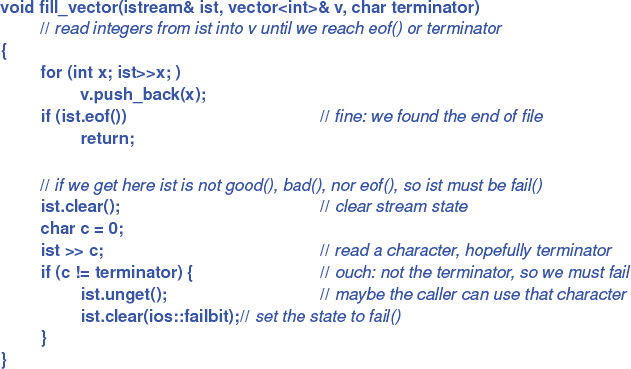 void fill_vector(istream& ist, vector<int>& v, char terminator)
// read integers from ist into v until we reach eof() or terminator
{
for (int x; ist>>x; )
v.push_back(x);
if (ist.eof()) // fine: we found the end of file
return;
// if we get here ist is not good(), bad(), nor eof(), so ist must be fail()
ist.clear(); // clear stream state
char c = 0;
ist >> c; // read a character, hopefully terminator
if (c != terminator) { // ouch: not the terminator, so we must fail
ist.unget(); // maybe the caller can use that character
ist.clear(ios::failbit);// set the state to fail()
}
}